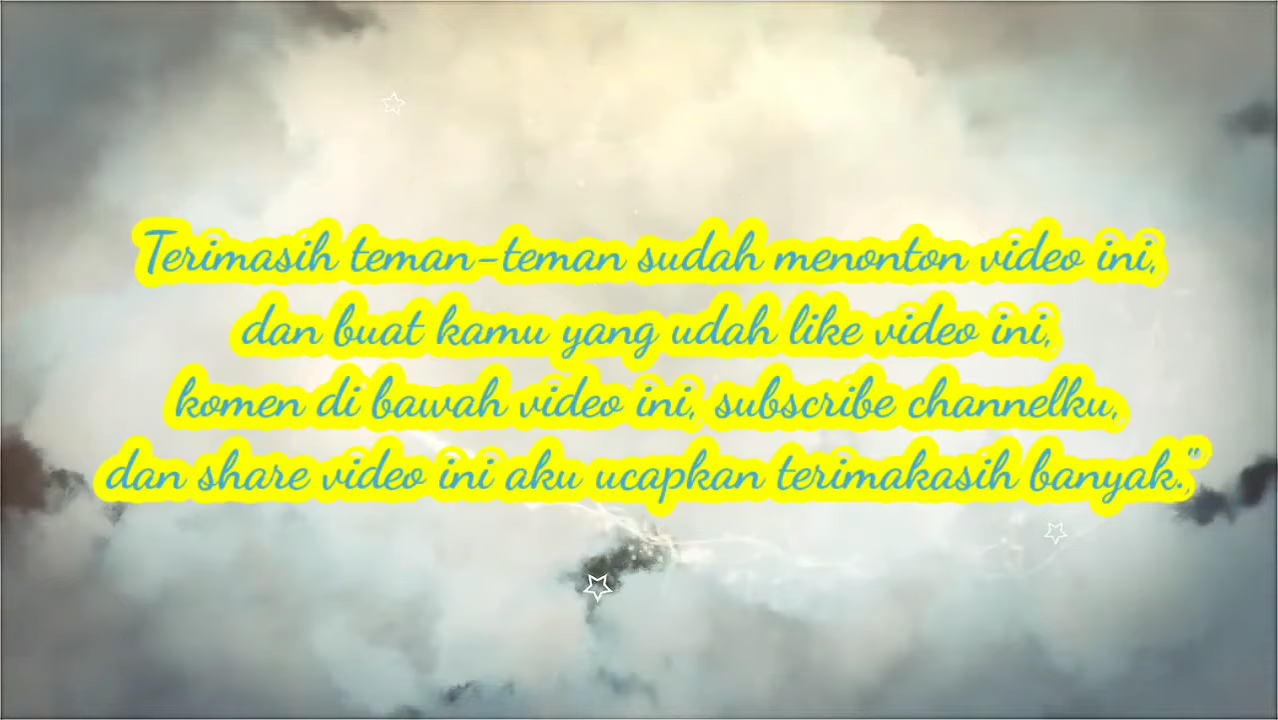 Terimasih teman-teman sudah menonton video ini,
dan buat kamu yang udah like video ini,
komen di bawah video ini, subscribe channelku,
dan share video ini aku ucapkan terimakasih banyak."